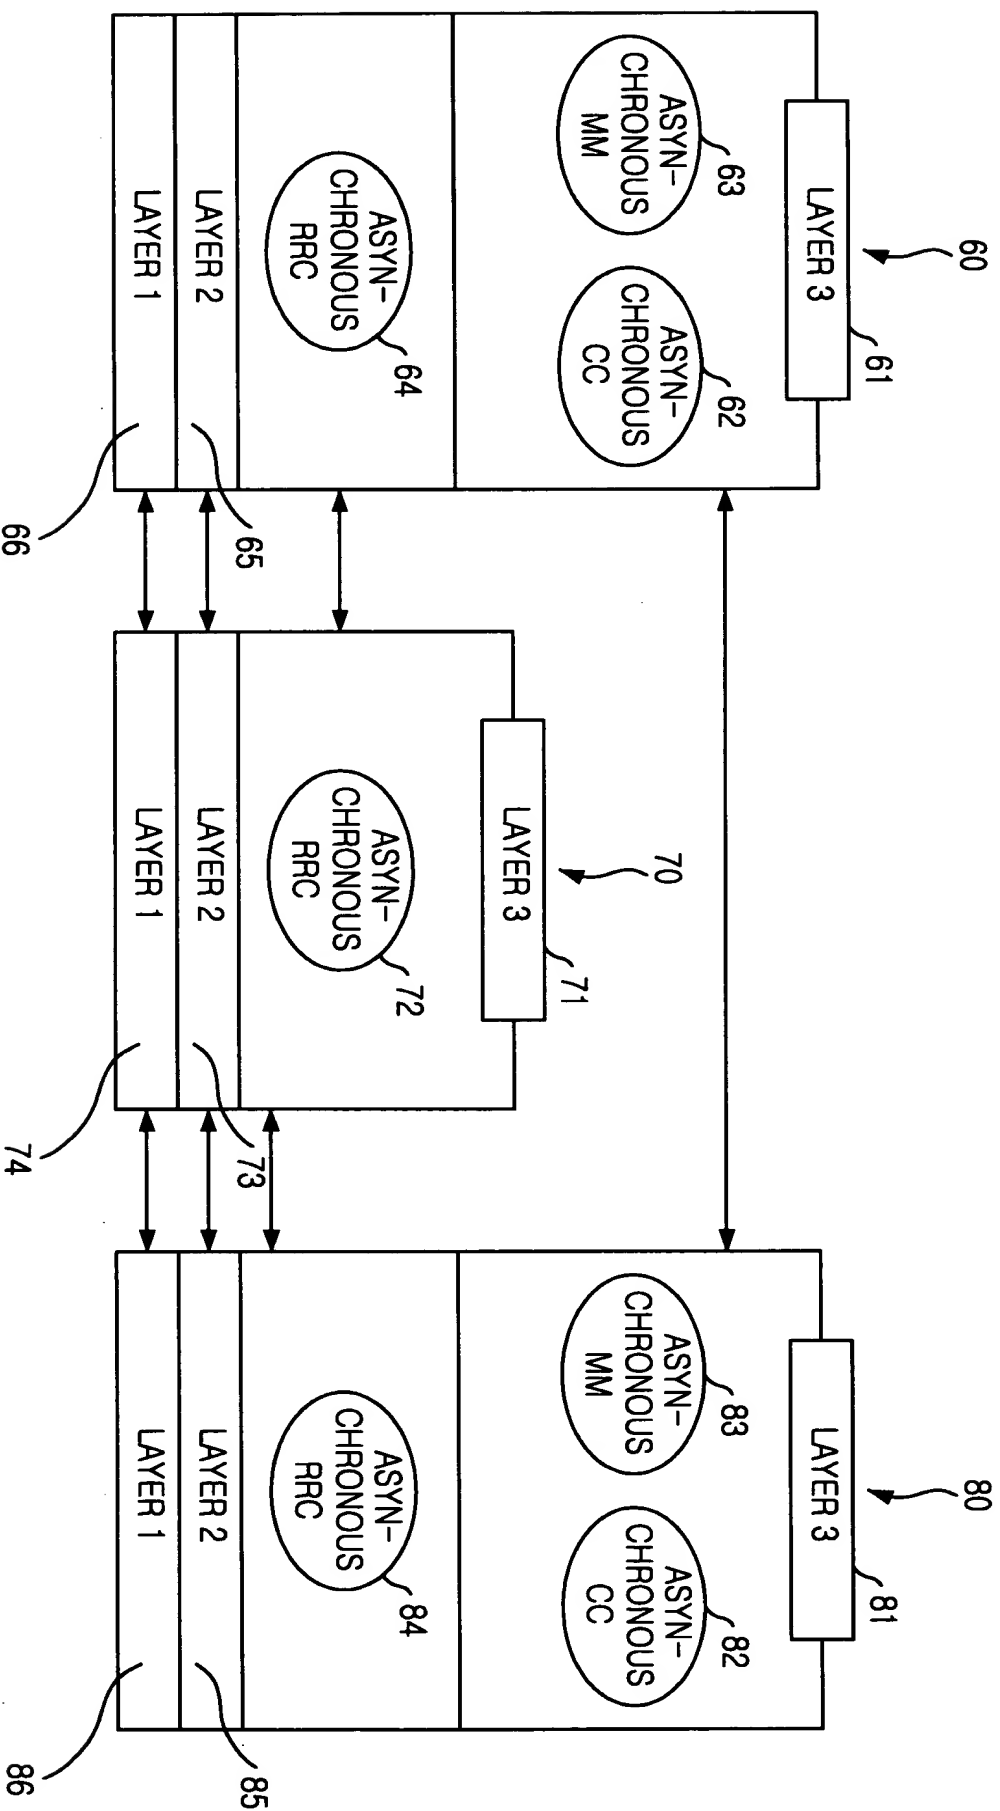 60
LAYER 3
61
63
ASYN-
CHRONOUS
MM
62
ASYN-
CHRONOUS
CC
ASYN-
CHRONOUS
RRC
64
LAYER 2
65
LAYER 1
66
70
LAYER 3
71
ASYN-
CHRONOUS
RRC
72
LAYER 2
73
LAYER 1
74
80
LAYER 3
81
83
ASYN-
CHRONOUS
MM
82
ASYN-
CHRONOUS
CC
ASYN-
CHRONOUS
RRC
84
LAYER 2
85
LAYER 1
86